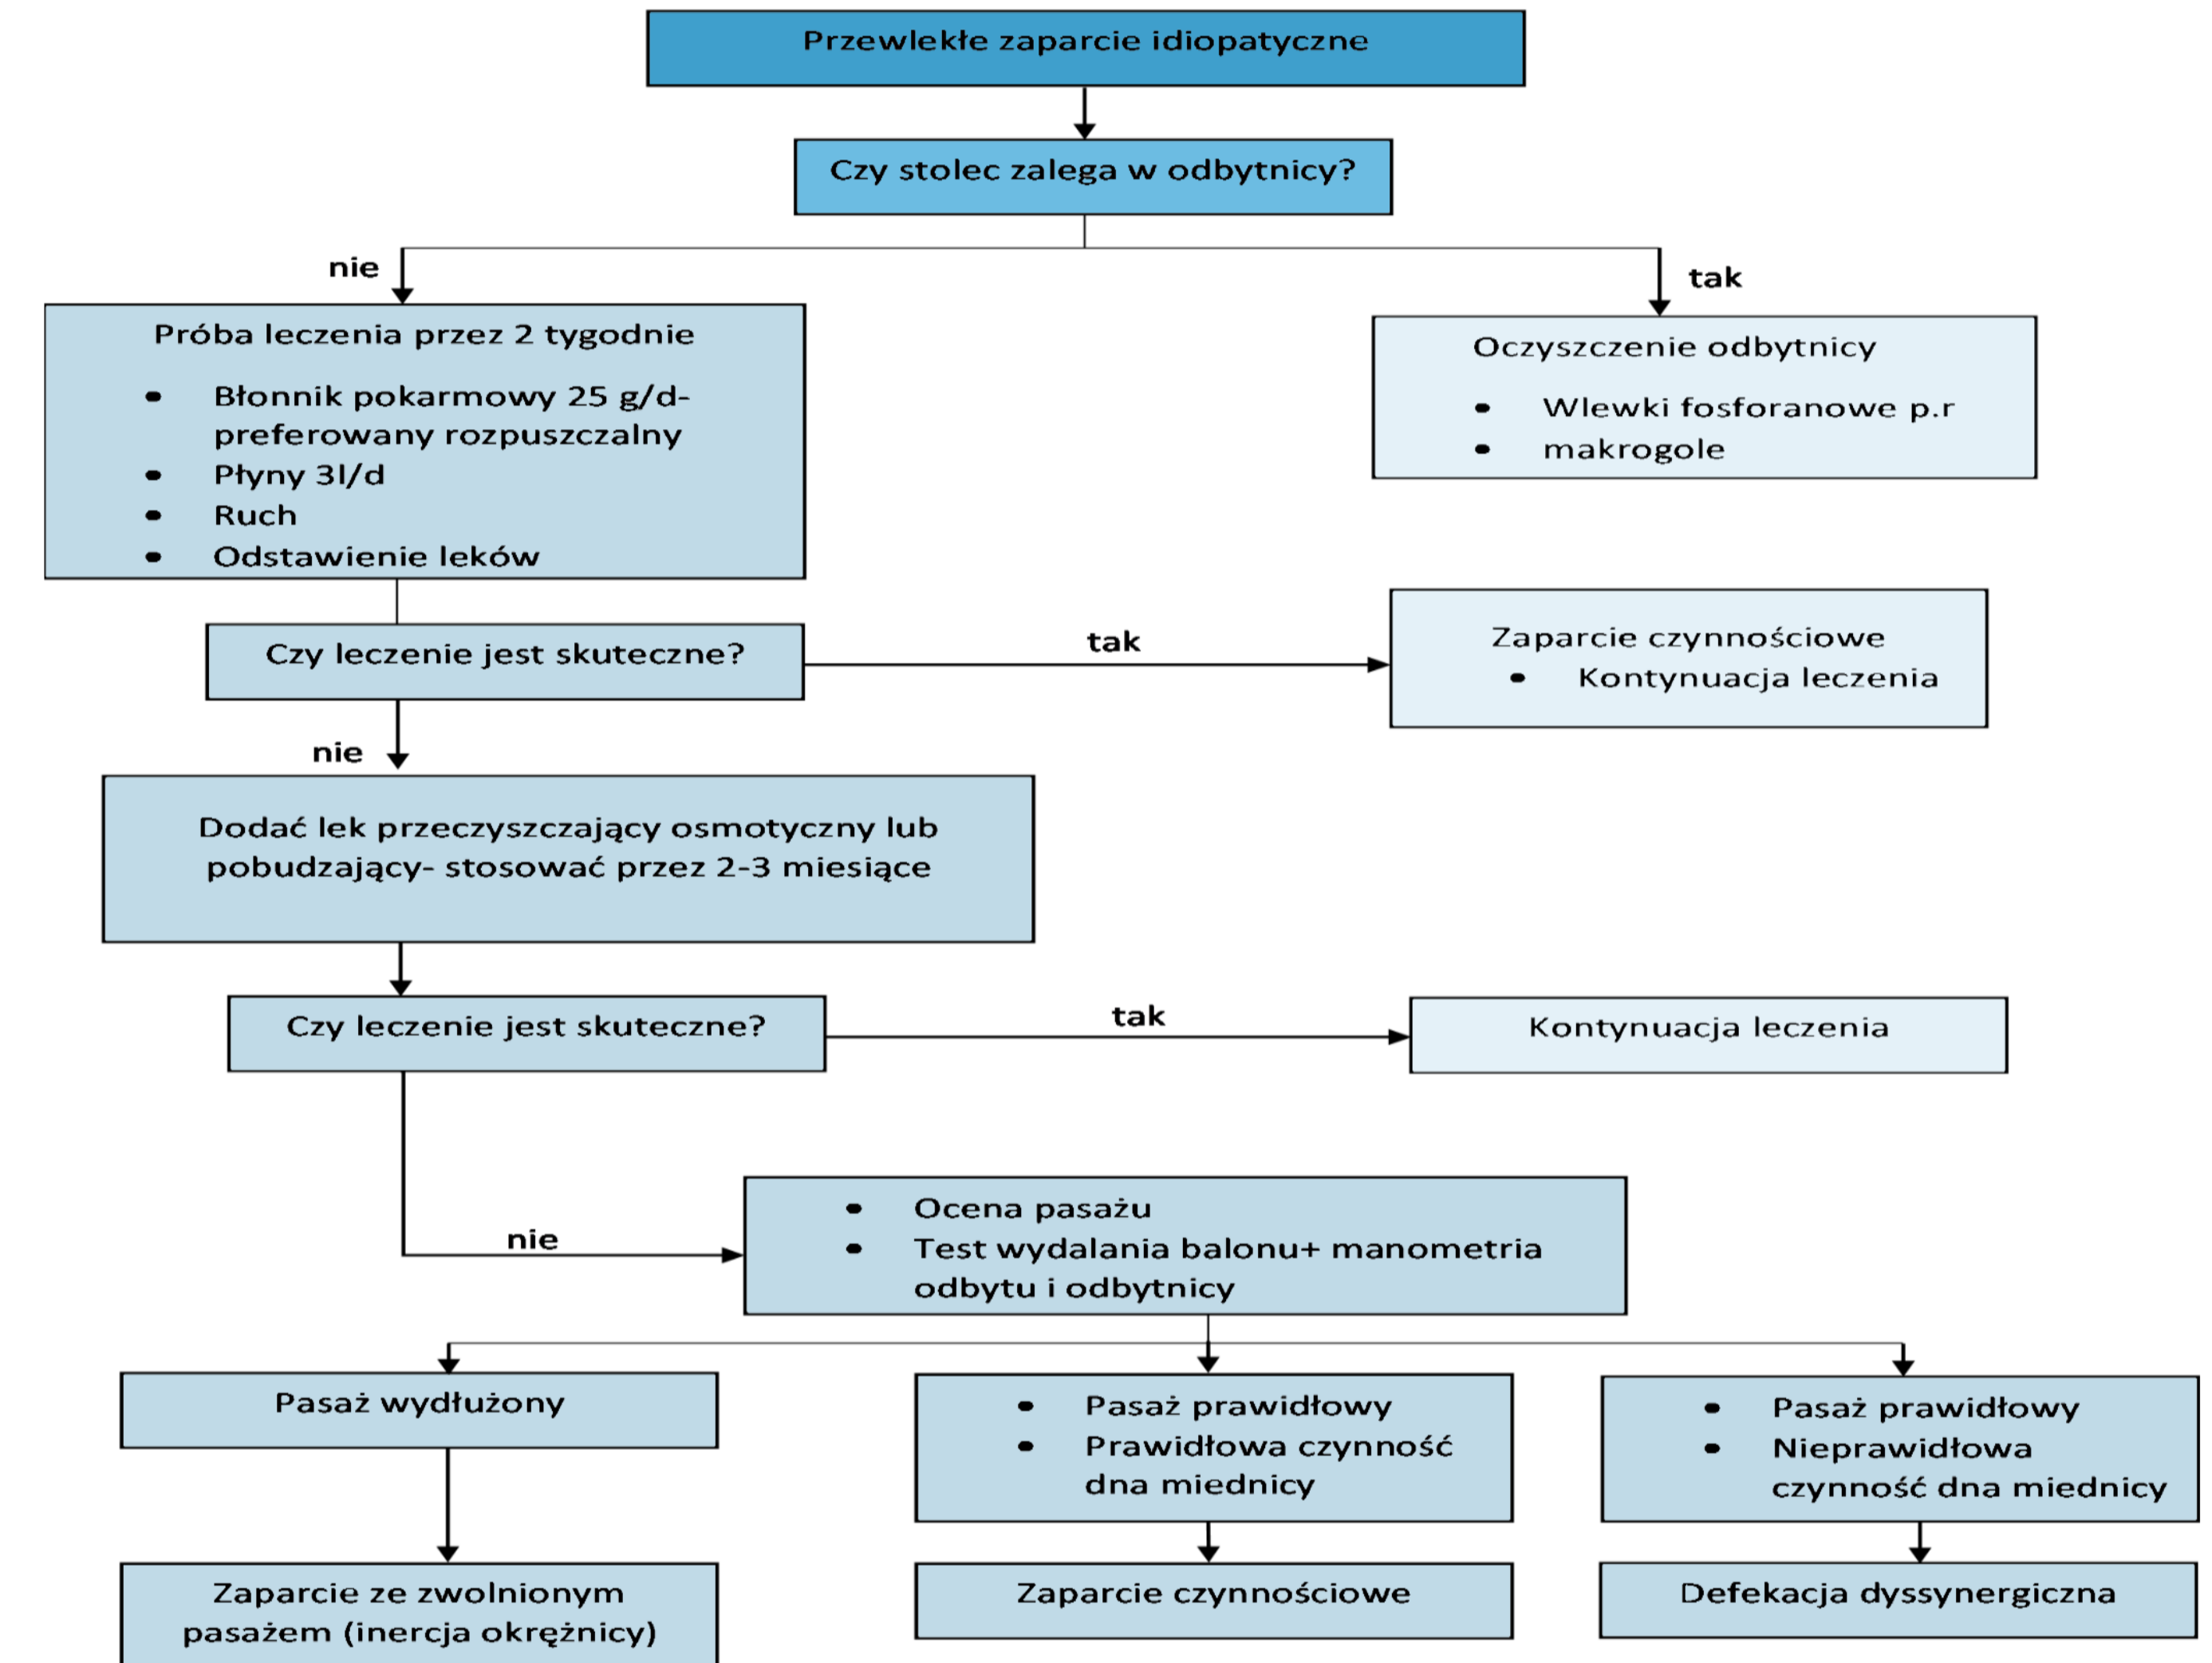 Przewlekłe zaparcie idiopatyczne
Czy stolec zalega w odbytnicy?
nie
tak
Próba leczenia przez 2 tygodnie
• Błonnik pokarmowy 25 g/d-
preferowany rozpuszczalny
• Płyny 3l/d
• Ruch
• Odstawienie leków
Oczyszczenie odbytnicy
• Wlewki fosforanowe p.r
• makrogole
Czy leczenie jest skuteczne?
tak
Zaparcie czynnościowe
• Kontynuacja leczenia
nie
Dodać lek przeczyszczający osmotyczny lub
pobudzający- stosować przez 2-3 miesiące
Czy leczenie jest skuteczne?
tak
Kontynuacja leczenia
nie
• Ocena pasażu
• Test wydalania balonu+ manometria
odbytu i odbytnicy
Pasaż wydłużony
• Pasaż prawidłowy
• Prawidłowa czynność
dna miednicy
• Pasaż prawidłowy
• Nieprawidłowa
czynność dna miednicy
Zaparcie ze zwolnionym
pasażem (inercja okrężnicy)
Zaparcie czynnościowe
Defekacja dyssynergiczna